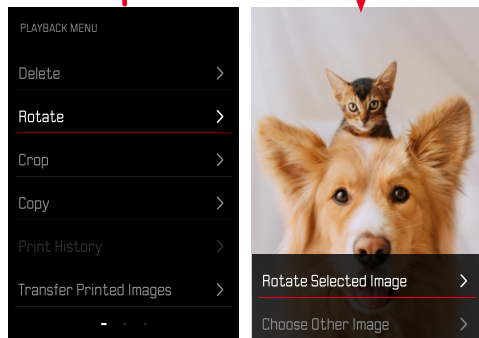 PLAYBACK MENU
Delete
Rotate
Crop
Copy
Print History
Transfer Printed Images
Rotate Selected Image
Choose Other Image